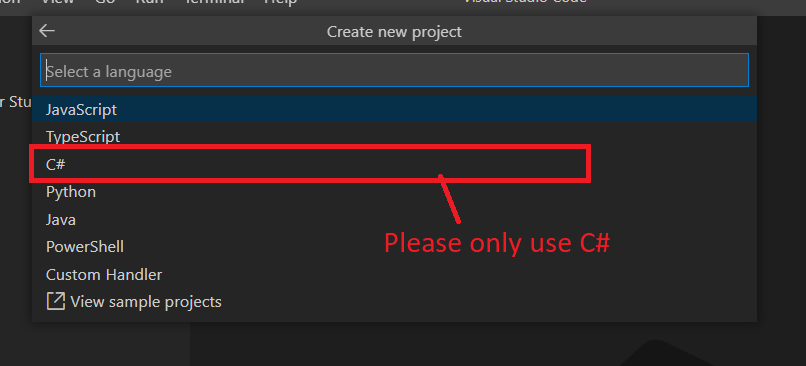 View Go Run Terminal Help Visual Studio Code
Create new project
Select a language
r Stu
JavaScript
TypeScript
C#
Python
Java
PowerShell
Custom Handler
View sample projects
Please only use C#